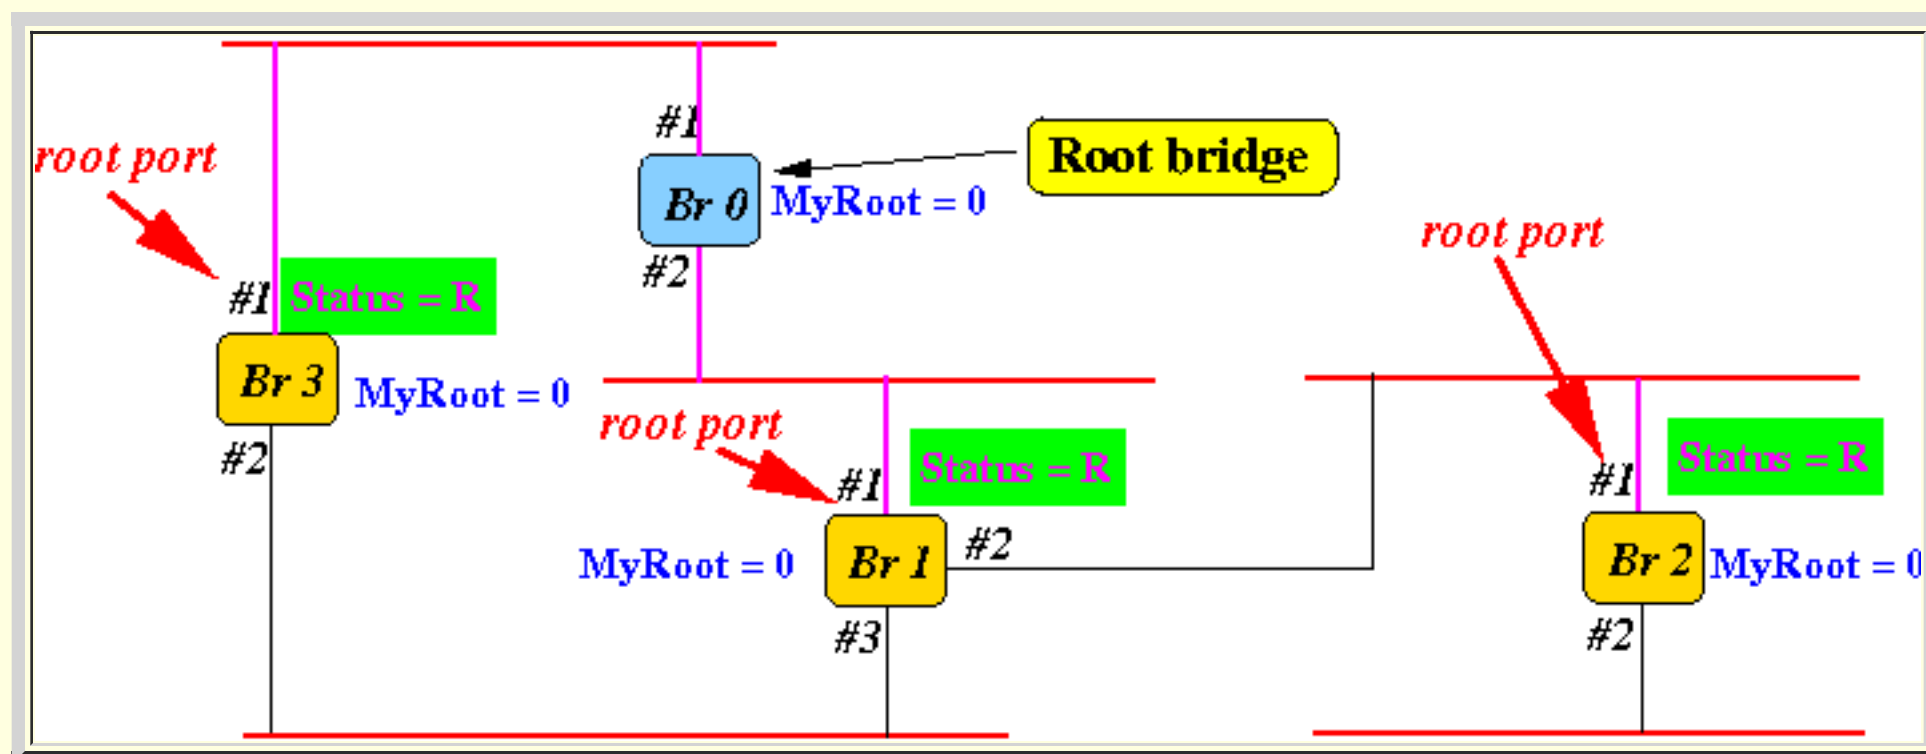 #1
root port
Root bridge
Br 0
MyRoot = 0
root port
#2
#1
Status = R
Br 3
MyRoot = 0
root port
#2
#1
Status = R
Status = R
#1
#2
MyRoot = 0
Br 1
Br 2
MyRoot = 0
#3
#2